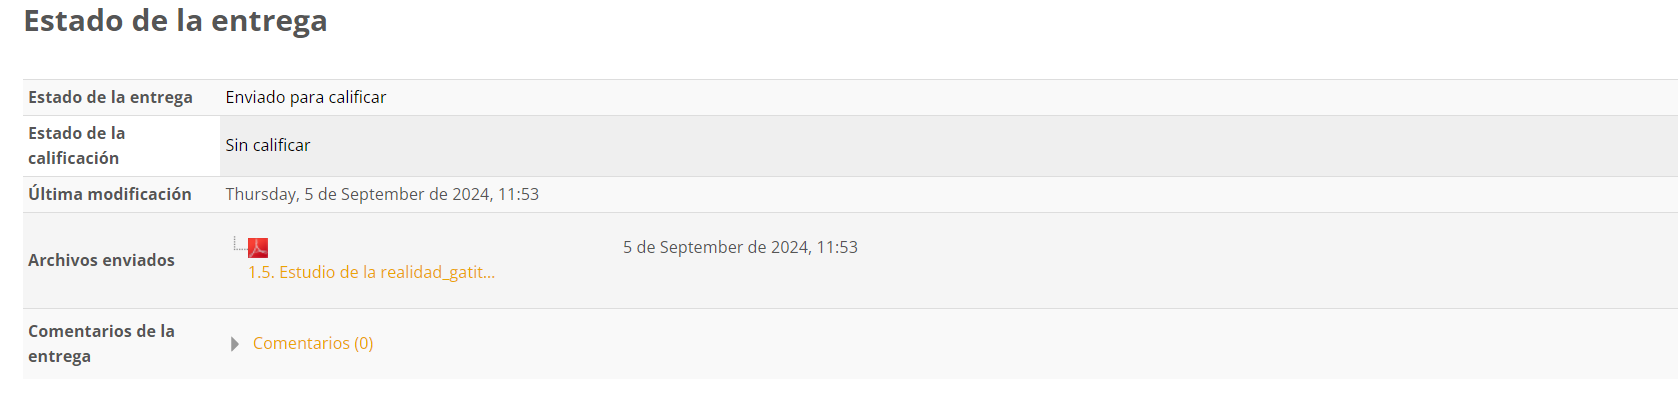 Estado de la entrega
Estado de la entrega Enviado para calificar
Estado de la
calificación
Sin calificar
Última modificación Thursday, 5 de September de 2024, 11:53
Archivos enviados
5 de September de 2024, 11:53
1.5. Estudio de la realidad_gatit...
Comentarios de la
entrega
Comentarios (0)